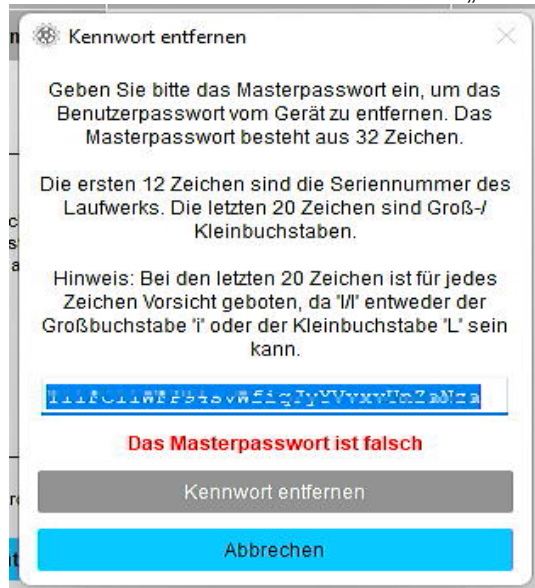 Kennwort entfernen
Geben Sie bitte das Masterpasswort ein, um das
Benutzerpasswort vom Gerät zu entfernen. Das
Masterpasswort besteht aus 32 Zeichen.
Die ersten 12 Zeichen sind die Seriennummer des
Laufwerks. Die letzten 20 Zeichen sind Groß-/
Kleinbuchstaben.
Hinweis: Bei den letzten 20 Zeichen ist für jedes
Zeichen Vorsicht geboten, da 'I/l' entweder der
Großbuchstabe 'i' oder der Kleinbuchstabe 'L' sein
kann.
Das Masterpasswort ist falsch
Kennwort entfernen
Abbrechen